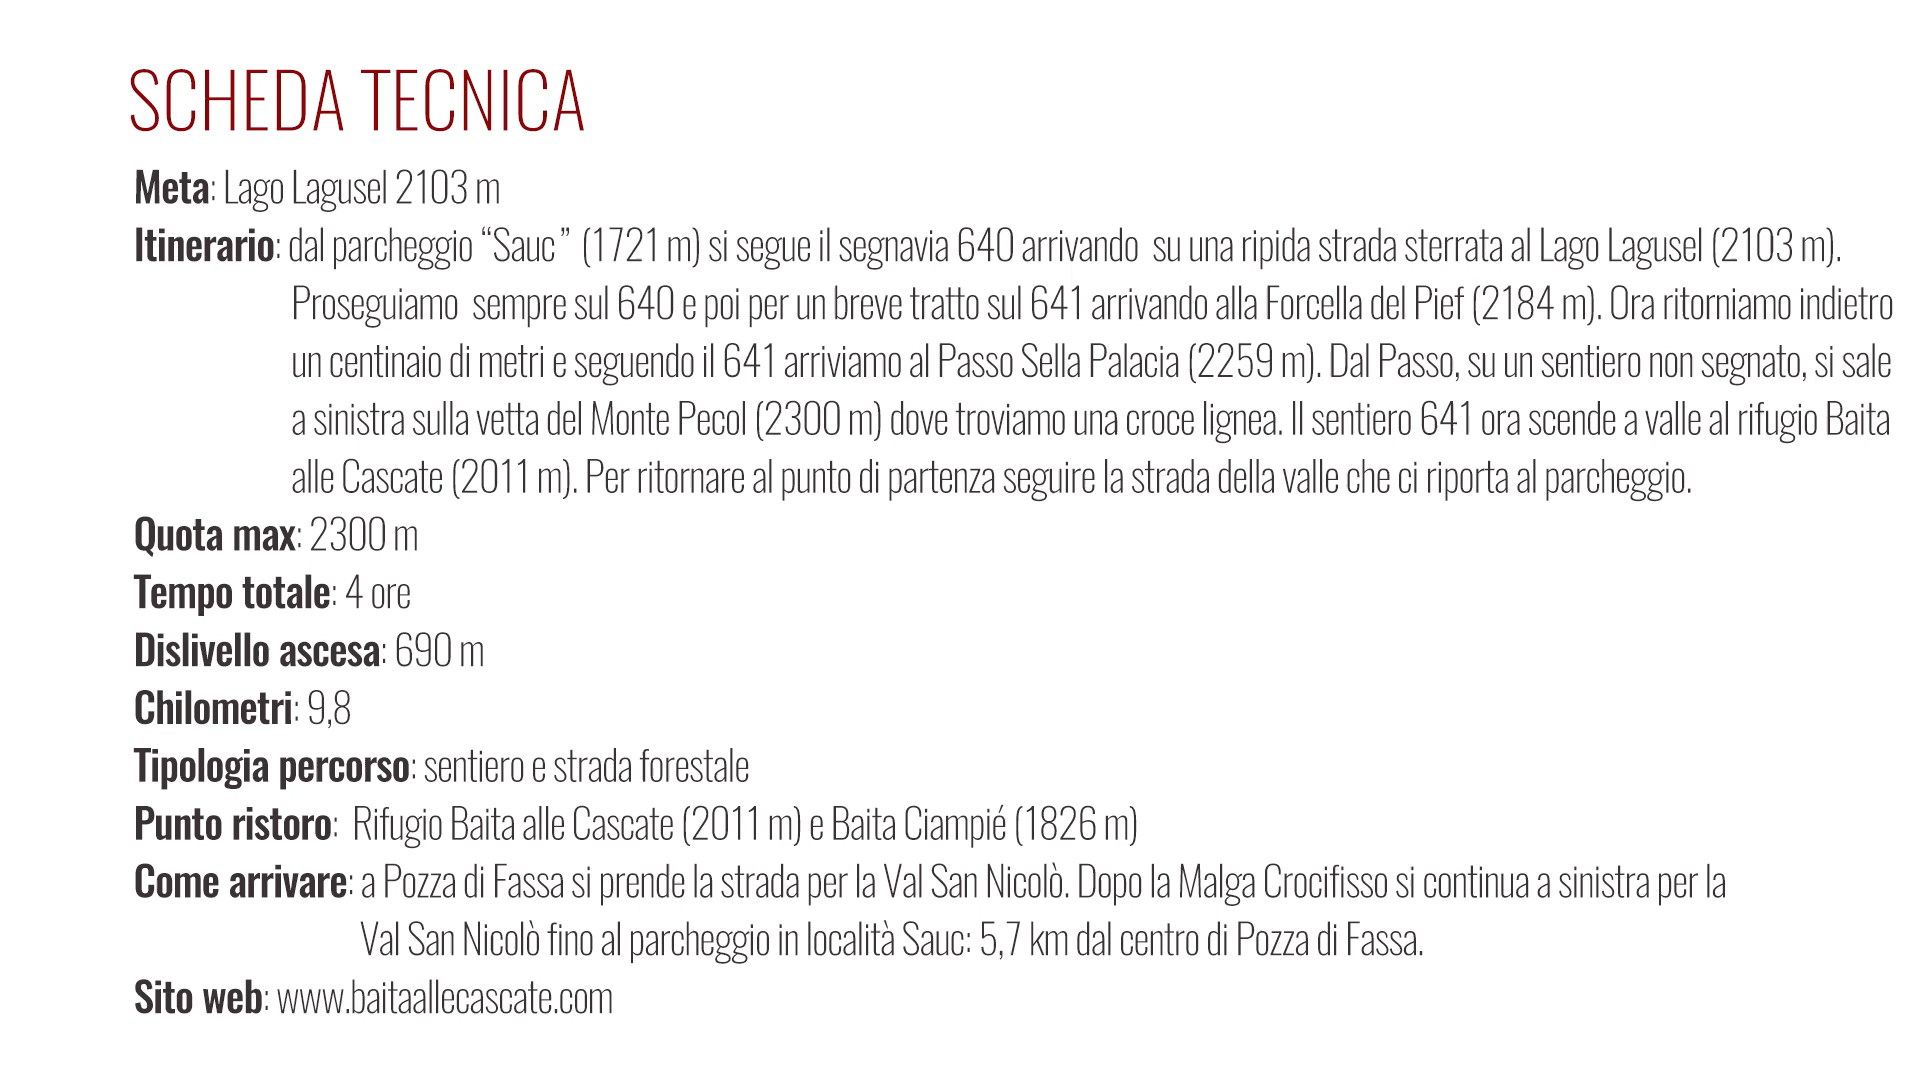 SCHEDA TECNICA
Meta: Lago Lagusel 2103 m
Itinerario: dal parcheggio “Sauc” (1721 m) si segue il segnavia 640 arrivando su una ripida strada sterrata al Lago Lagusel (2103 m).
Proseguiamo sempre sul 640 e poi per un breve tratto sul 641 arrivando alla Forcella del Pief (2184 m). Ora ritorniamo indietro
un centinaio di metri e seguendo il 641 arriviamo al Passo Sella Palacia (2259 m). Dal Passo, su un sentiero non segnato, si sale
a sinistra sulla vetta del Monte Pecol (2300 m) dove troviamo una croce lignea. Il sentiero 641 ora scende a valle al rifugio Baita
alle Cascate (2011 m). Per ritornare al punto di partenza seguire la strada della valle che ci riporta al parcheggio.
Quota max: 2300 m
Tempo totale: 4 ore
Dislivello ascesa: 690 m
Chilometri: 9,8
Tipologia percorso: sentiero e strada forestale
Punto ristoro: Rifugio Baita alle Cascate (2011 m) e Baita Ciampié (1826 m)
Come arrivare: a Pozza di Fassa si prende la strada per la Val San Nicolò. Dopo la Malga Crocifisso si continua a sinistra per la
Val San Nicolò fino al parcheggio in località Sauc: 5,7 km dal centro di Pozza di Fassa.
Sito web: www.baitaallecascate.com